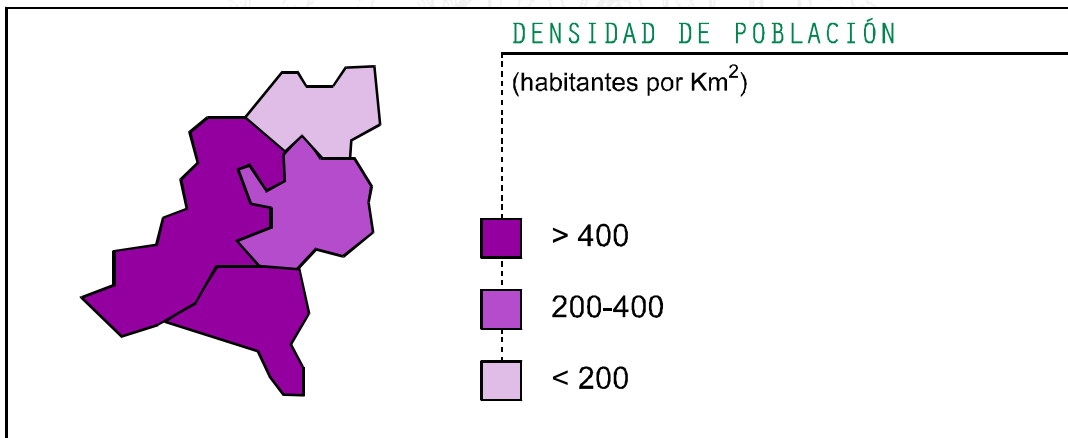 DENSIDAD DE POBLACIÓN
(habitantes por Km²)
> 400
200-400
< 200